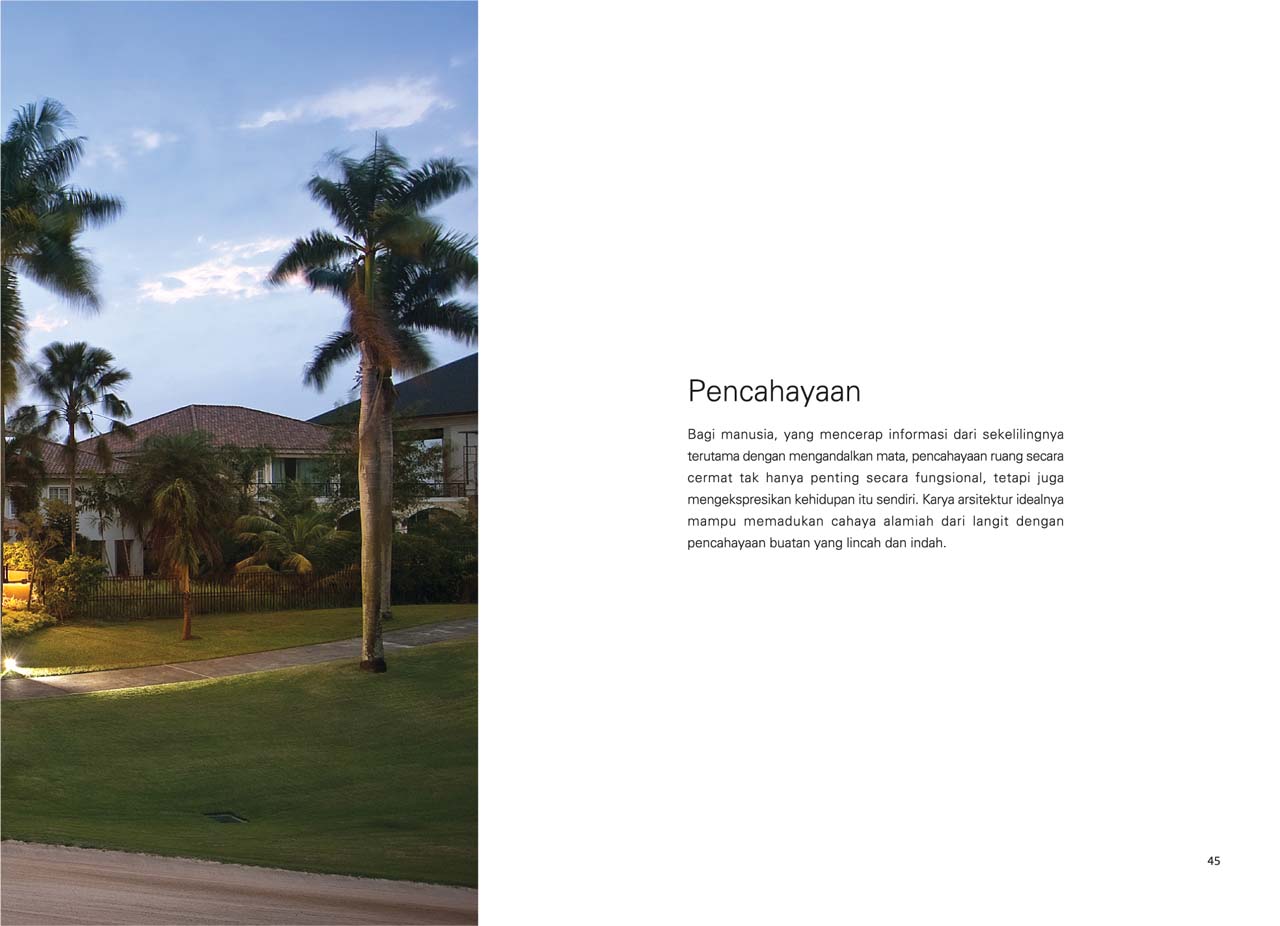 Pencahayaan
Bagi manusia, yang mencerap informasi dari sekelilingnya
terutama dengan mengandalkan mata, pencahayaan ruang secara
cermat tak hanya penting secara fungsional, tetapi juga
mengekspresikan kehidupan itu sendiri. Karya arsitektur idealnya
mampu memadukan cahaya alamiah dari langit dengan
pencahayaan buatan yang lincah dan indah.
45